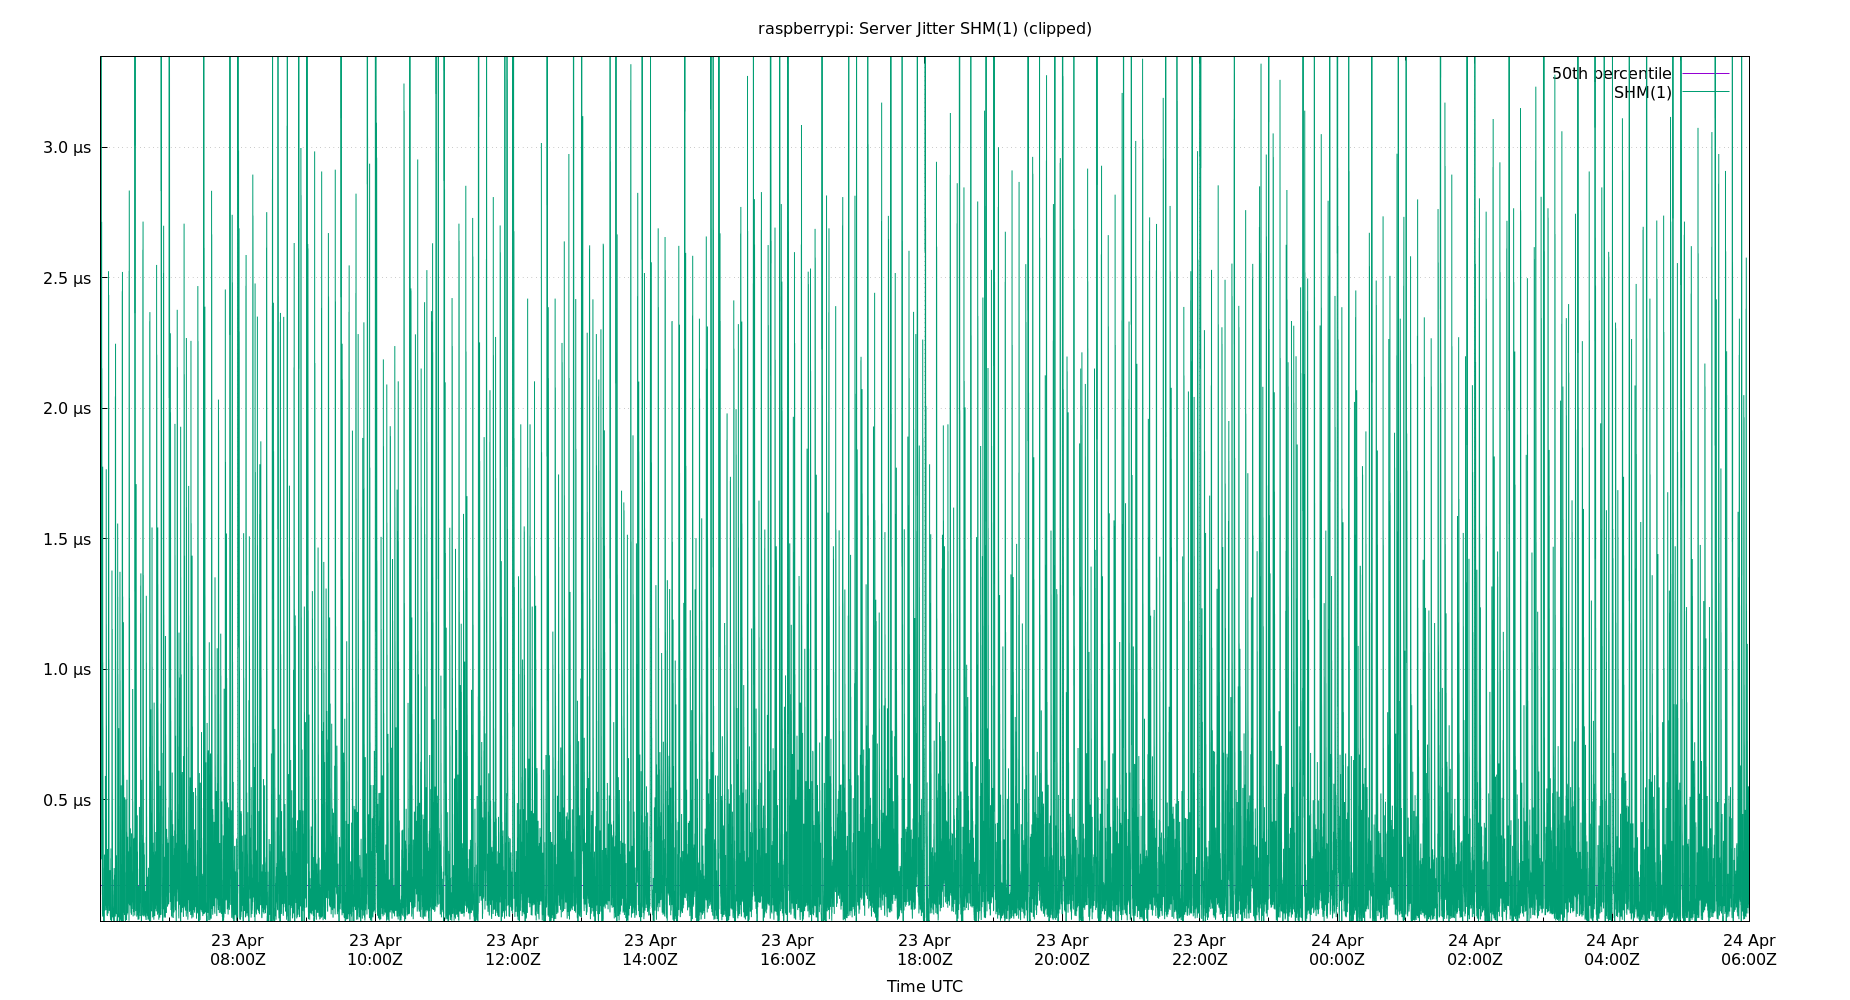 raspberrypi: Server Jitter SHM(1) (clipped)
50th percentile
SHM(1)
3.0 μs
2.5 μs
2.0 μs
1.5 μs
1.0 μs
0.5 μs
23 Apr 23 Apr 23 Apr 23 Apr 23 Apr 23 Apr 23 Apr 23 Apr 24 Apr 24 Apr 24 Apr 24 Apr
08:00Z 10:00Z 12:00Z 14:00Z 16:00Z 18:00Z 20:00Z 22:00Z 00:00Z 02:00Z 04:00Z 06:00Z
Time UTC